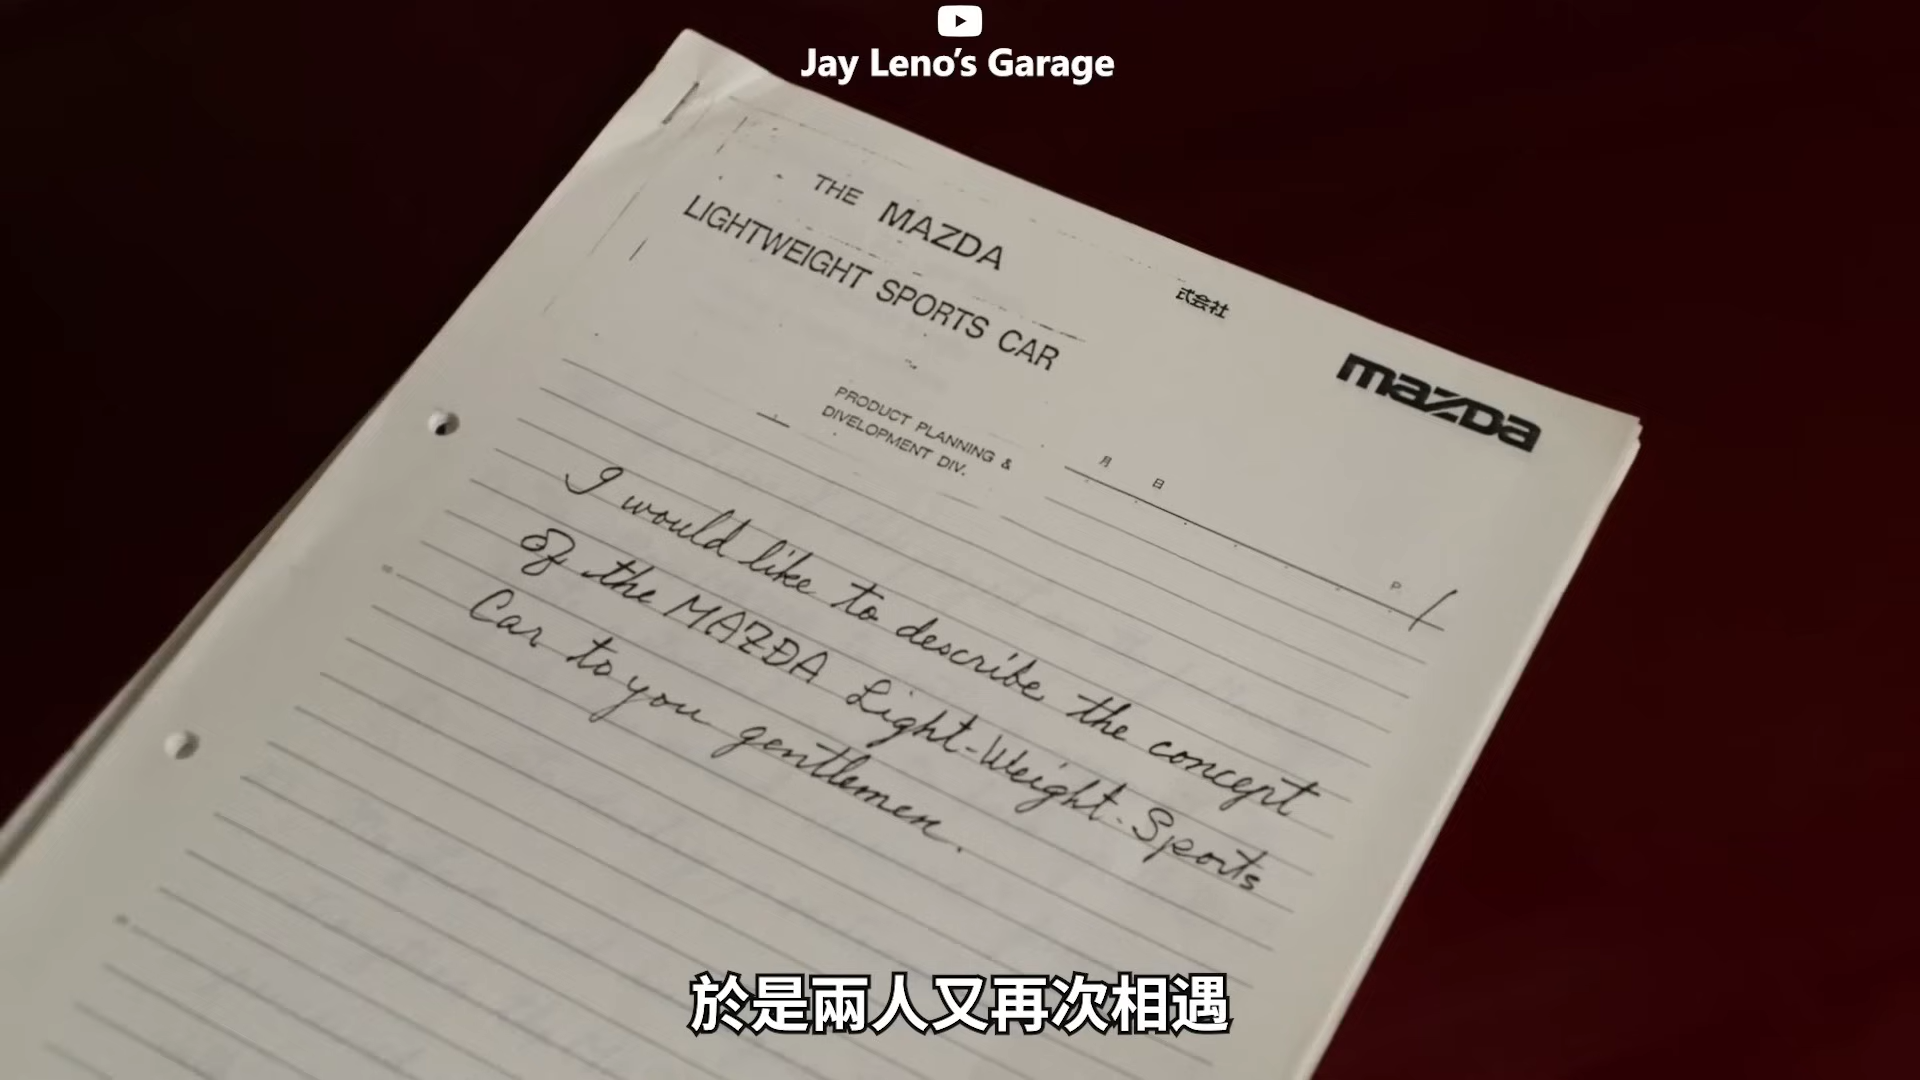 Jay Leno's Garage
THE MAZDA
LIGHTWEIGHT SPORTS CAR
式会社
mazda
PRODUCT PLANNING &
DIVELOPMENT DIV.
月 日
P /
I would like to describe the concept
of the MAZDA Light-Weight-Sports
Car to you gentlemen.
於是兩人又再次相遇